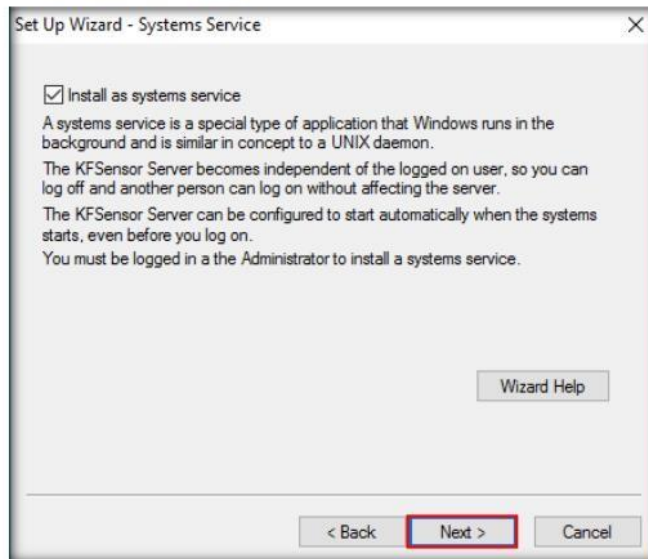 Set Up Wizard - Systems Service
Install as systems service
A systems service is a special type of application that Windows runs in the
background and is similar in concept to a UNIX daemon.
The KFSensor Server becomes independent of the logged on user, so you can
log off and another person can log on without affecting the server.
The KFSensor Server can be configured to start automatically when the systems
starts, even before you log on.
You must be logged in a the Administrator to install a systems service.
Wizard Help
< Back Next > Cancel